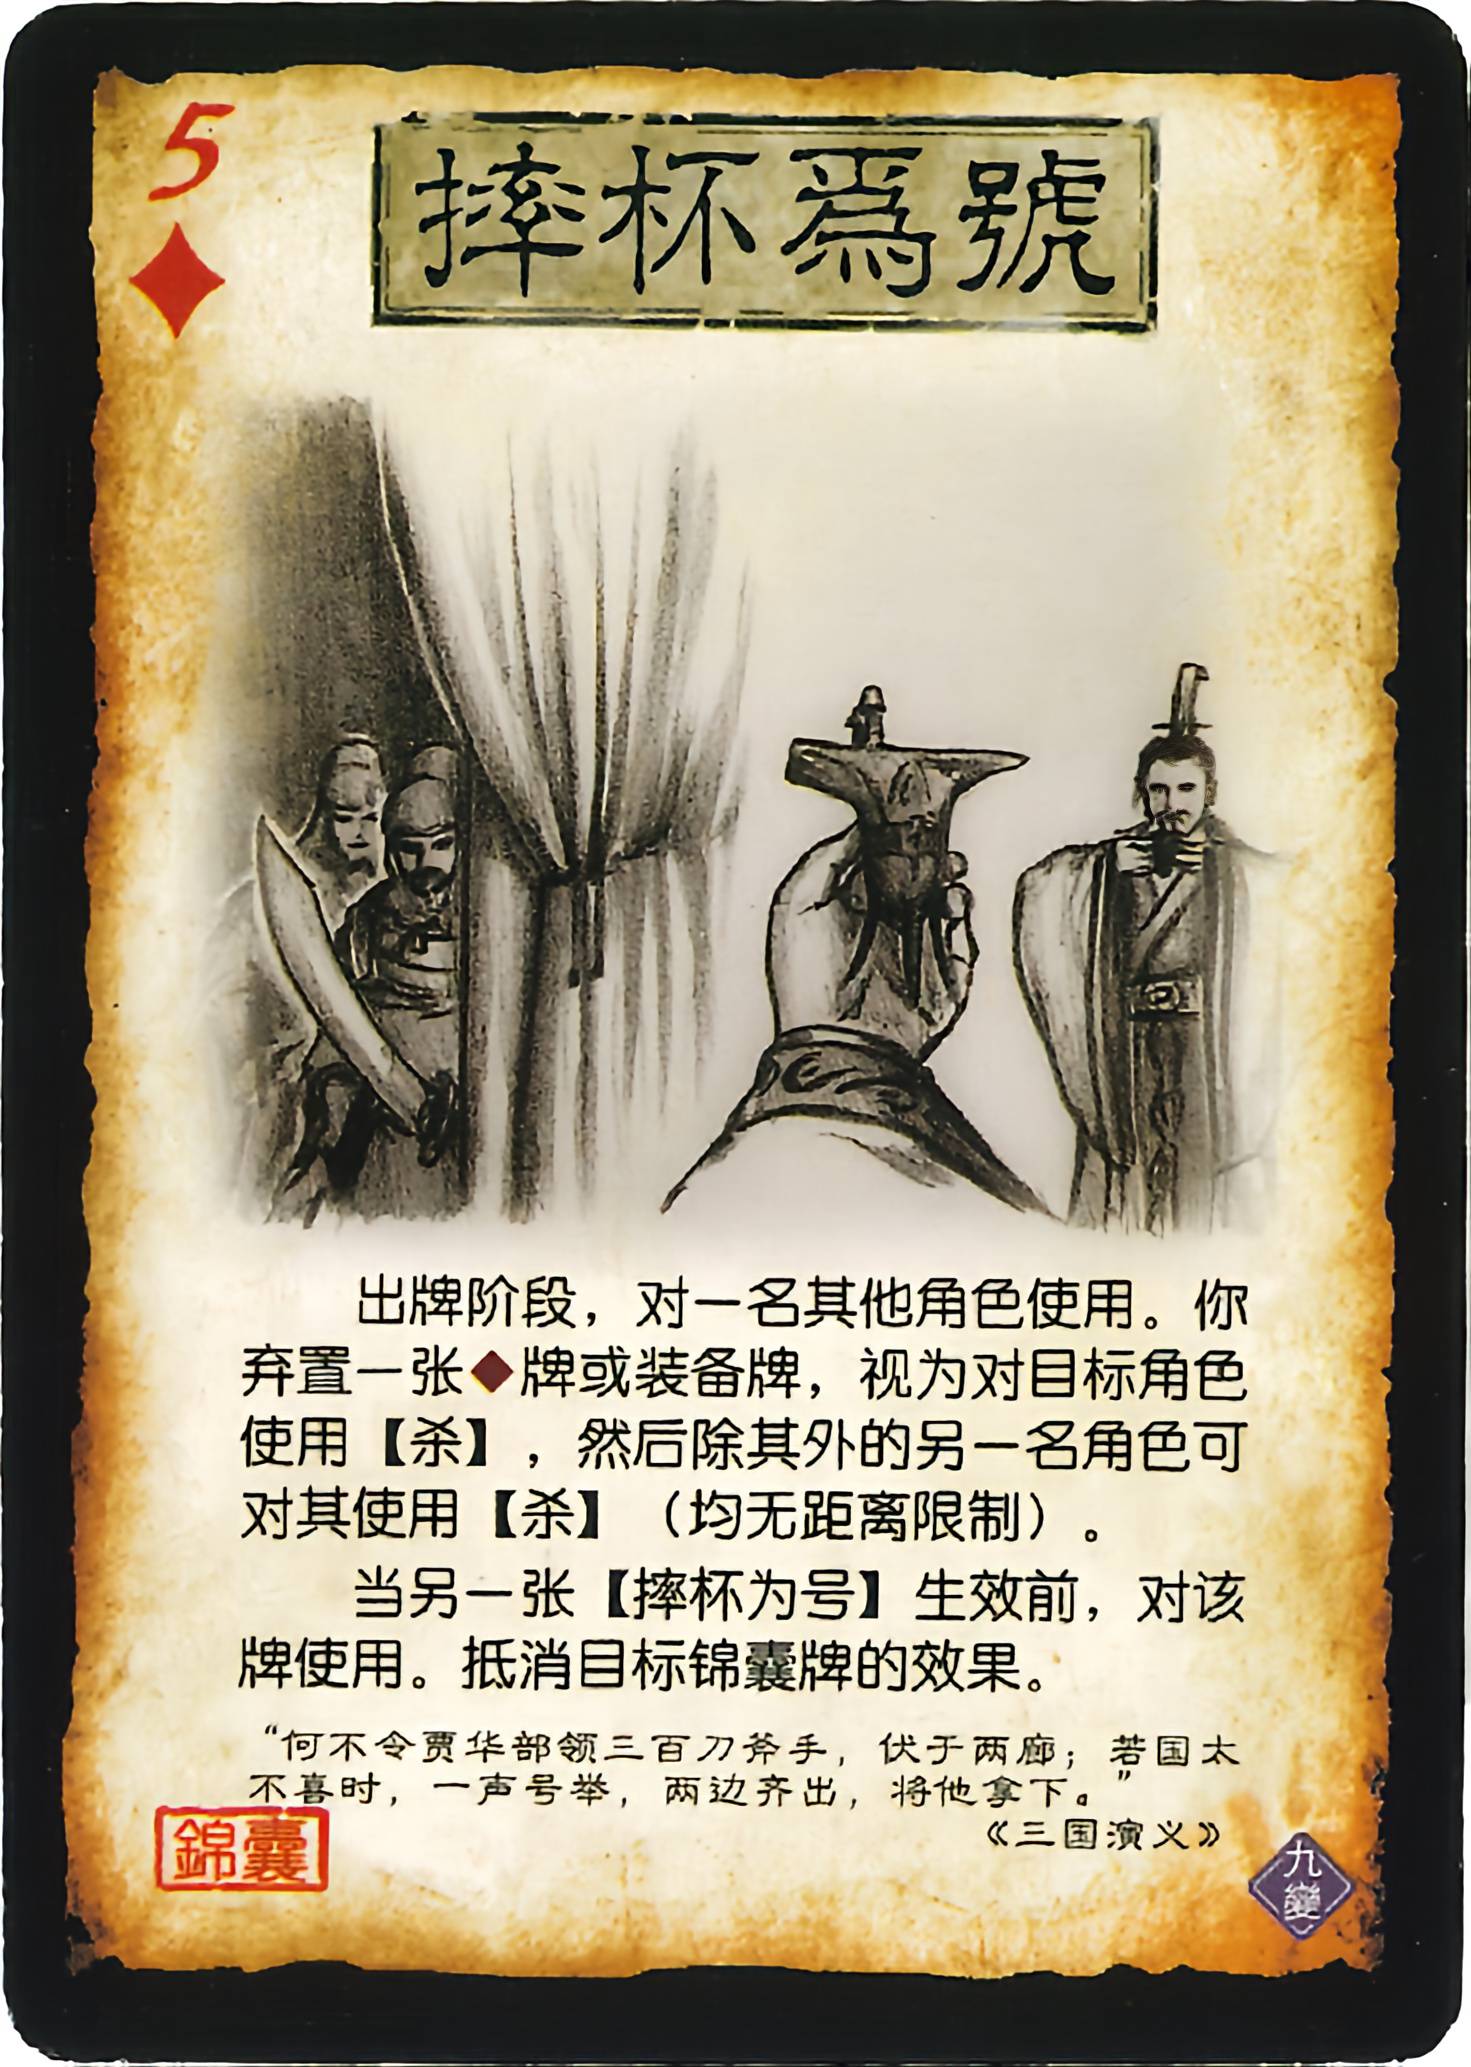 5
摔杯為號
出牌阶段，对一名其他角色使用。你
弃置一张◆牌或装备牌，视为对目标角色
使用【杀】，然后除其外的另一名角色可
对其使用【杀】（均无距离限制）。
当另一张【摔杯为号】生效前，对该
牌使用。抵消目标锦囊牌的效果。
“何不令贾华部领三百刀斧手，伏于两廊；若国太
不喜时，一声号举，两边齐出，将他拿下。”
《三国演义》
錦囊
九變